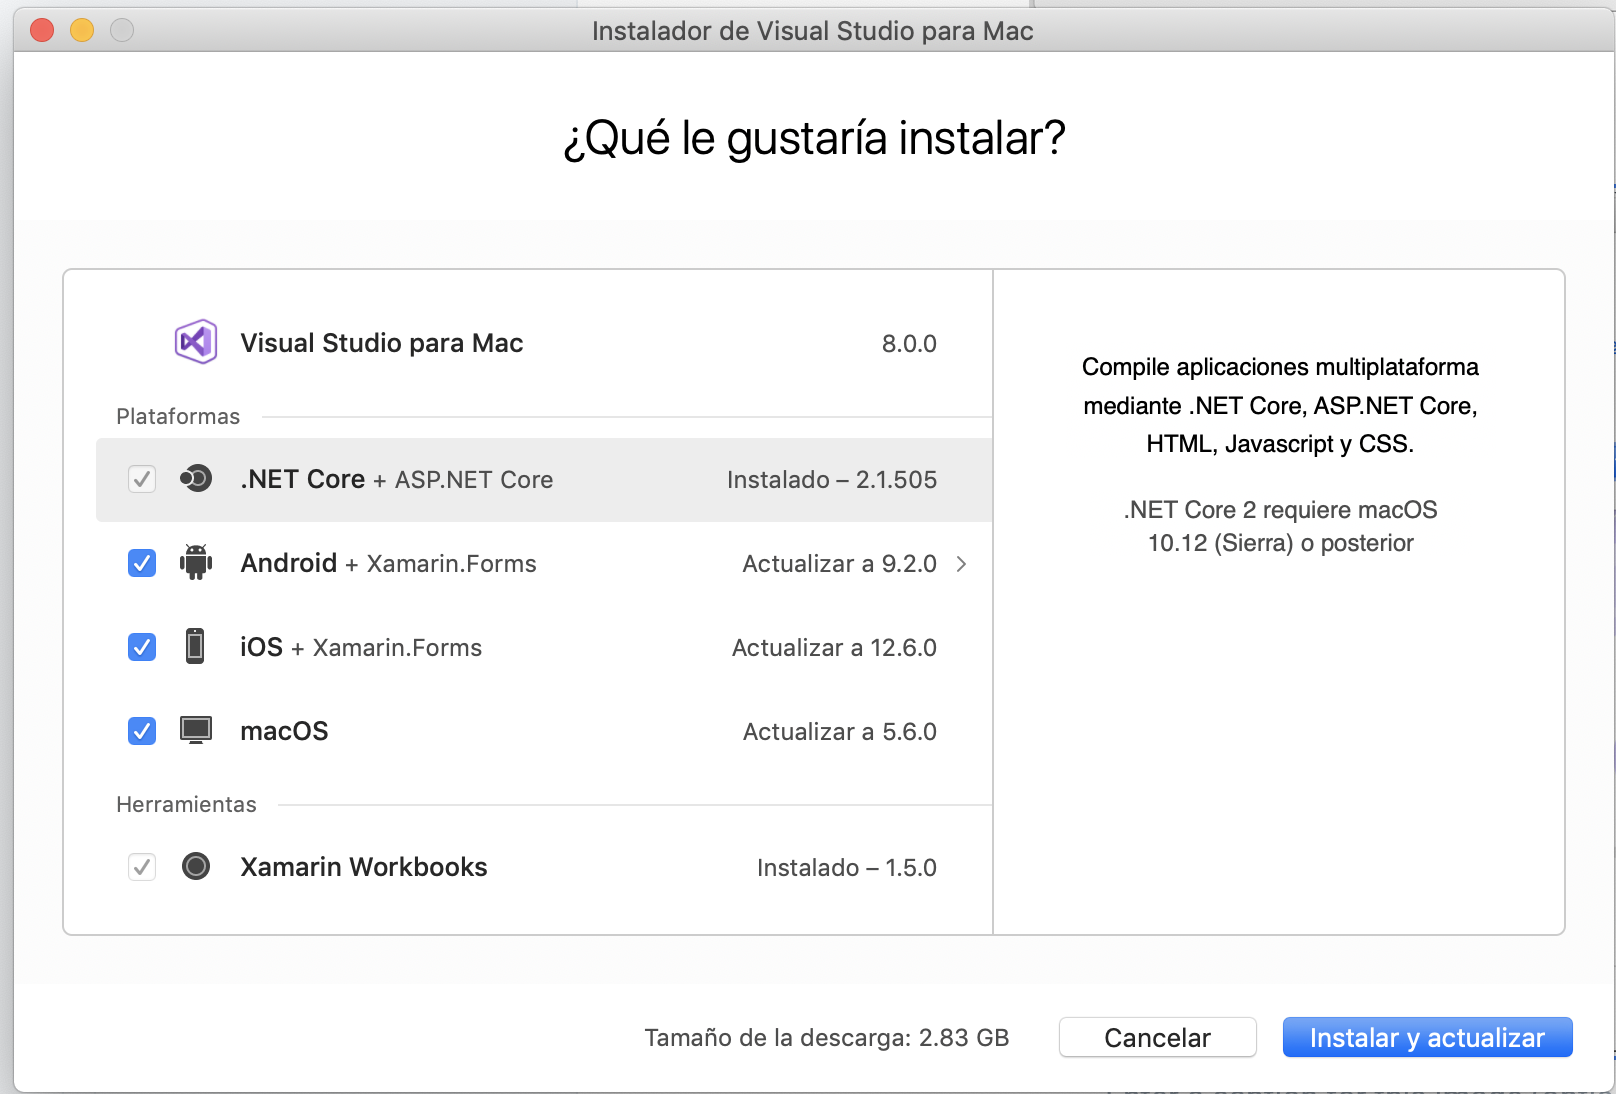 Instalador de Visual Studio para Mac
¿Qué le gustaría instalar?
Visual Studio para Mac 8.0.0
Plataformas
.NET Core + ASP.NET Core Instalado – 2.1.505
Android + Xamarin.Forms Actualizar a 9.2.0
iOS + Xamarin.Forms Actualizar a 12.6.0
macOS Actualizar a 5.6.0
Herramientas
Xamarin Workbooks Instalado – 1.5.0
Compile aplicaciones multiplataforma
mediante .NET Core, ASP.NET Core,
HTML, Javascript y CSS.
.NET Core 2 requiere macOS
10.12 (Sierra) o posterior
Tamaño de la descarga: 2.83 GB
Cancelar
Instalar y actualizar